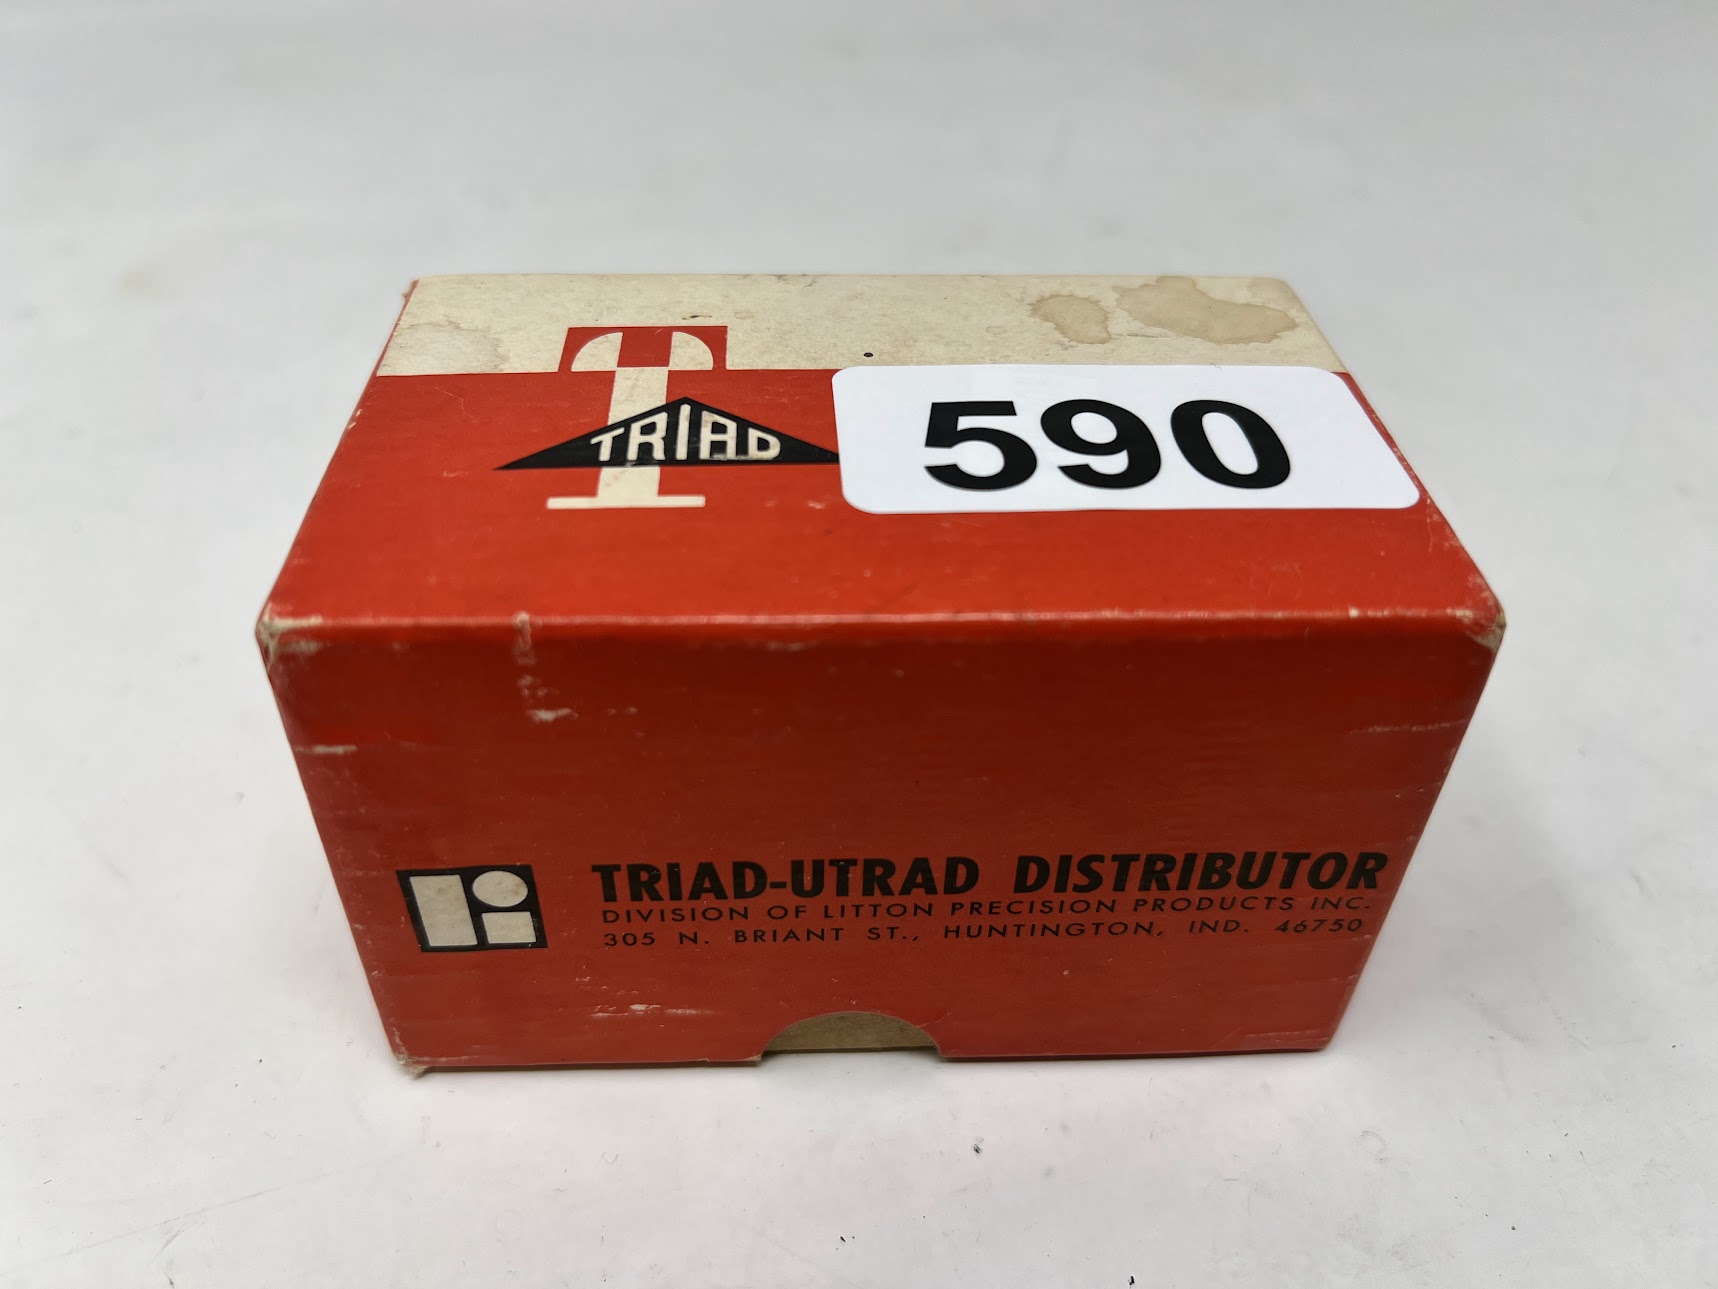 T
TRIAD
590
TRIAD-UTRAD DISTRIBUTOR
DIVISION OF LITTON PRECISION PRODUCTS INC.
305 N. BRIANT ST., HUNTINGTON, IND. 46750